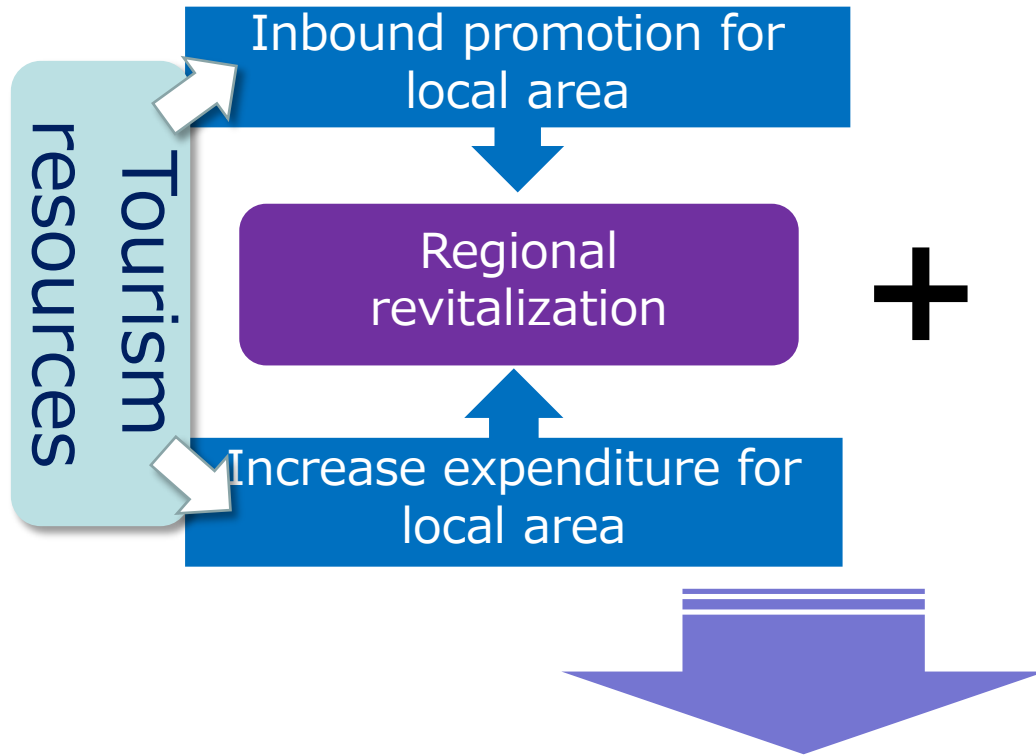 Inbound promotion for
local area
Tourism
resources
Regional
revitalization
+
Increase expenditure for
local area